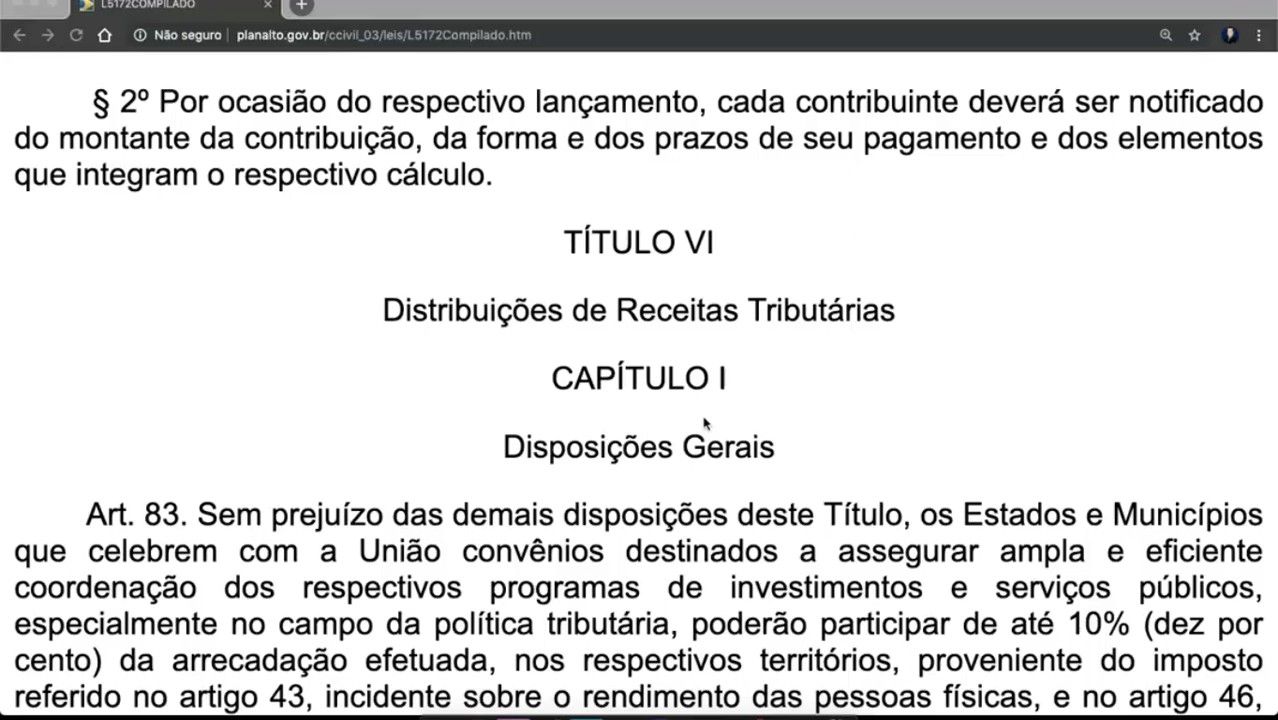 L5172COMPILADO
Não seguro planalto.gov.br/ccivil_03/leis/L5172Compilado.htm
§ 2º Por ocasião do respectivo lançamento, cada contribuinte deverá ser notificado
do montante da contribuição, da forma e dos prazos de seu pagamento e dos elementos
que integram o respectivo cálculo.
TÍTULO VI
Distribuições de Receitas Tributárias
CAPÍTULO I
Disposições Gerais
Art. 83. Sem prejuízo das demais disposições deste Título, os Estados e Municípios
que celebrem com a União convênios destinados a assegurar ampla e eficiente
coordenação dos respectivos programas de investimentos e serviços públicos,
especialmente no campo da política tributária, poderão participar de até 10% (dez por
cento) da arrecadação efetuada, nos respectivos territórios, proveniente do imposto
referido no artigo 43, incidente sobre o rendimento das pessoas físicas, e no artigo 46,